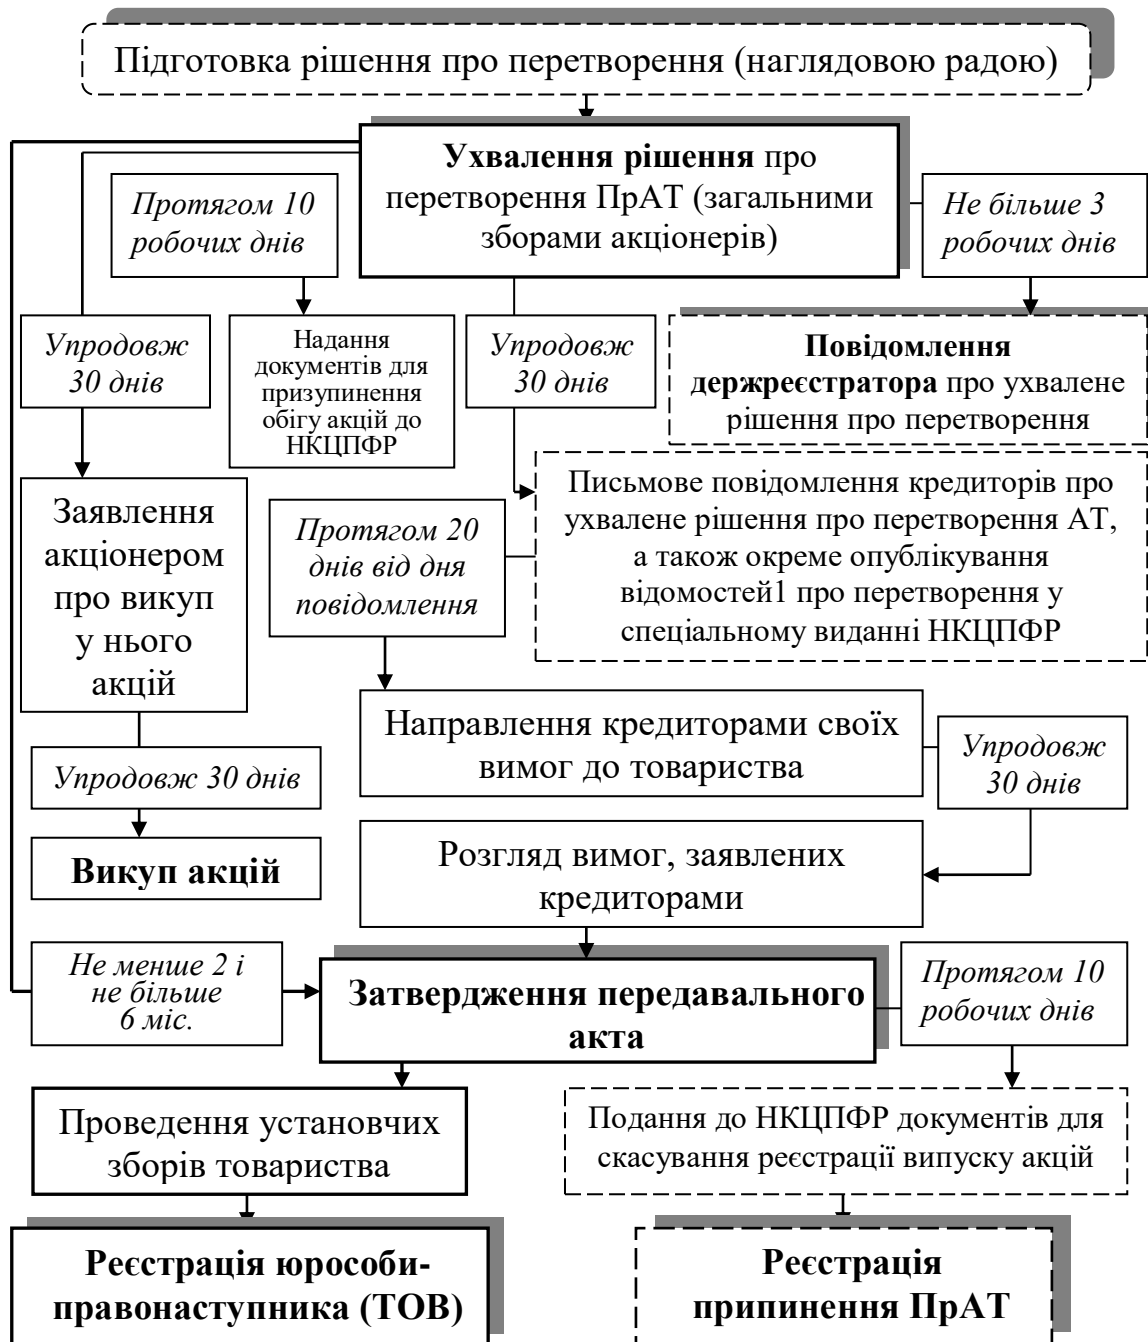 Підготовка рішення про перетворення (наглядовою радою)
Ухвалення рішення про
перетворення ПрАТ (загальними
зборами акціонерів)
Протягом 10
робочих днів
Не більше 3
робочих днів
Упродовж
30 днів
Надання
документів для
призупинення
обігу акцій до
НКЦПФР
Упродовж
30 днів
Повідомлення
держреєстратора про ухвалене
рішення про перетворення
Заявлення
акціонером
про викуп
у нього
акцій
Протягом 20
днів від дня
повідомлення
Письмове повідомлення кредиторів про
ухвалене рішення про перетворення АТ,
а також окреме опублікування
відомостей1 про перетворення у
спеціальному виданні НКЦПФР
Направлення кредиторами своїх
вимог до товариства
Упродовж
30 днів
Упродовж 30 днів
Викуп акцій
Розгляд вимог, заявлених
кредиторами
Не менше 2 і
не більше
6 міс.
Затвердження передавального
акта
Протягом 10
робочих днів
Проведення установчих
зборів товариства
Подання до НКЦПФР документів для
скасування реєстрації випуску акцій
Реєстрація юрособи-
правонаступника (ТОВ)
Реєстрація
припинення ПрАТ